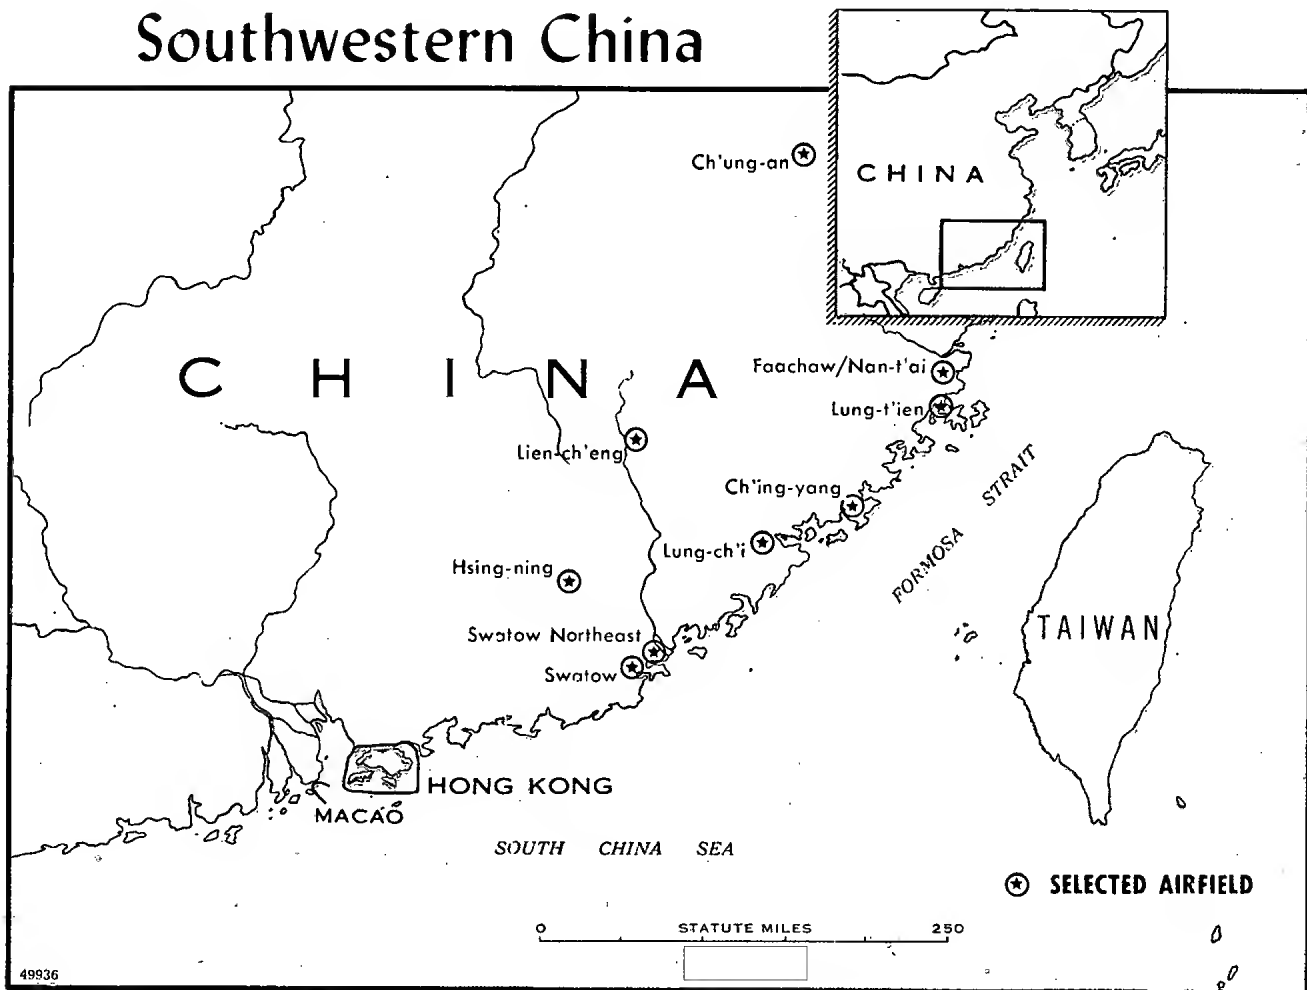 Southwestern China
Ch'ung-an
CHINA
CHINA
Faachaw/Nan-t'ai
Lung-t'ien
Lien-ch'eng
Ch'ing-yang
Lung-ch'i
Hsing-ning
FORMOSA STRAIT
Swatow Northeast
Swatow
TAIWAN
HONG KONG
MACAO
SOUTH CHINA SEA
SELECTED AIRFIELD
0 STATUTE MILES 250
49936